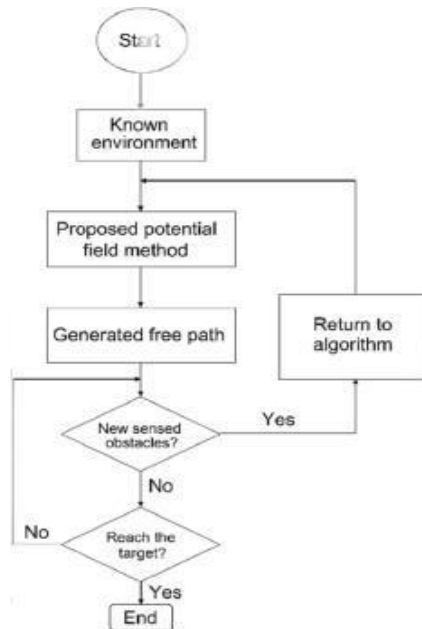 Start
Known
environment
Proposed potential
field method
Generated free path
Return to
algorithm
New sensed
obstacles?
Yes
No
No
Reach the
target?
Yes
End